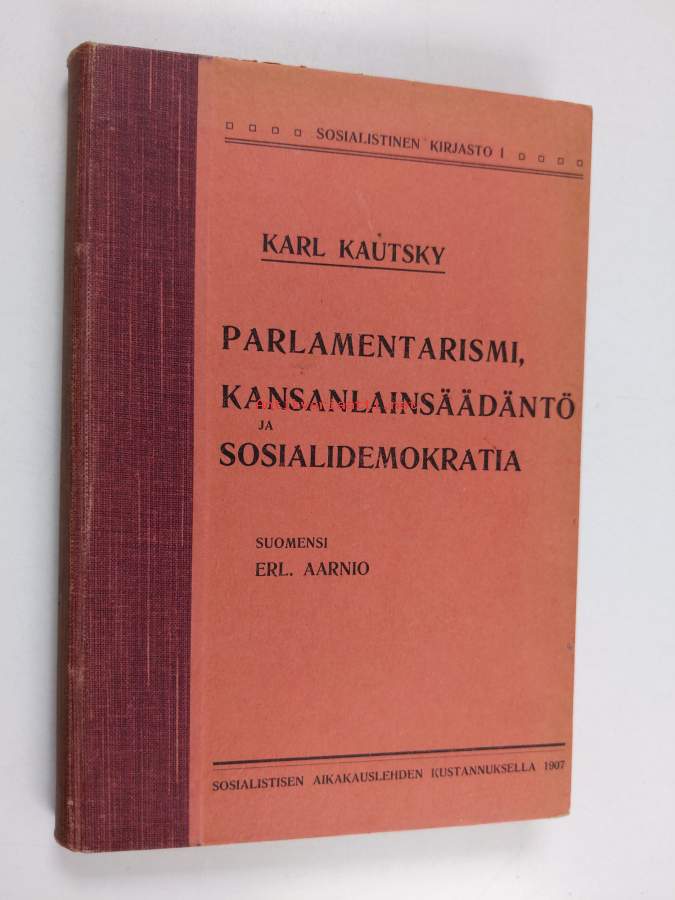 SOSIALISTINEN KIRJASTO I
KARL KAUTSKY
PARLAMENTARISMI,
KANSANLAINSÄÄDÄNTÖ
JA
SOSIALIDEMOKRATIA
SUOMENSI
ERL. AARNIO
SOSIALISTISEN AIKAKAUSLEHDEN KUSTANNUKSELLA 1907